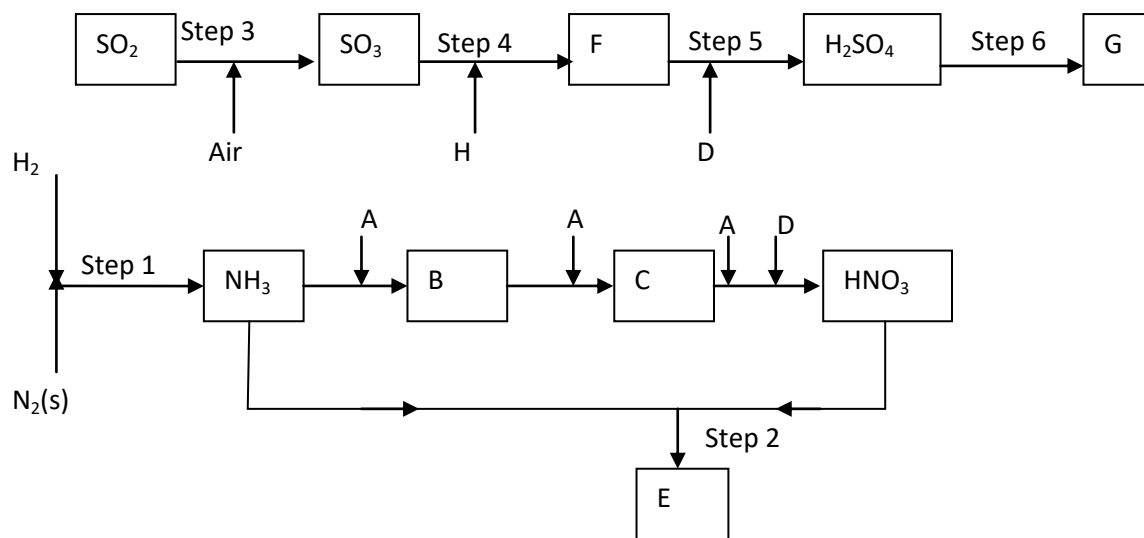 SO₂ Step 3 SO₃ Step 4 F Step 5 H₂SO₄ Step 6 G
Air H D
H₂
A A A D
Step 1 NH₃ B C HNO₃
N₂(s)
Step 2
E